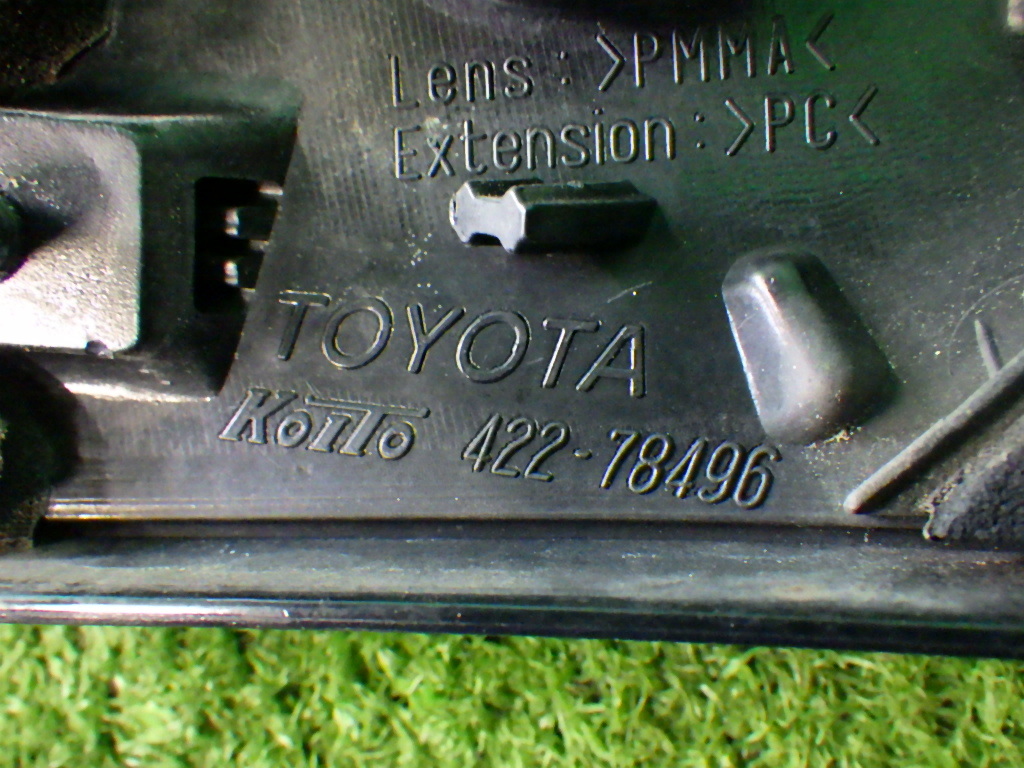 Lens : >PMMA<
Extension : >PC<
TOYOTA
KOITO 422-78496